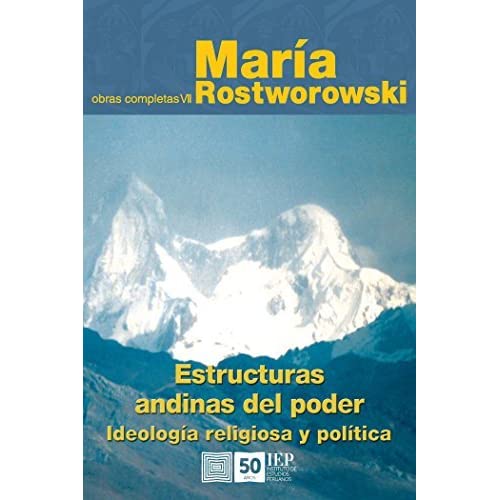 María
obras completas VII Rostworowski
Estructuras
andinas del poder
Ideología religiosa y política
50
AÑOS
IEP
INSTITUTO DE
ESTUDIOS
PERUANOS